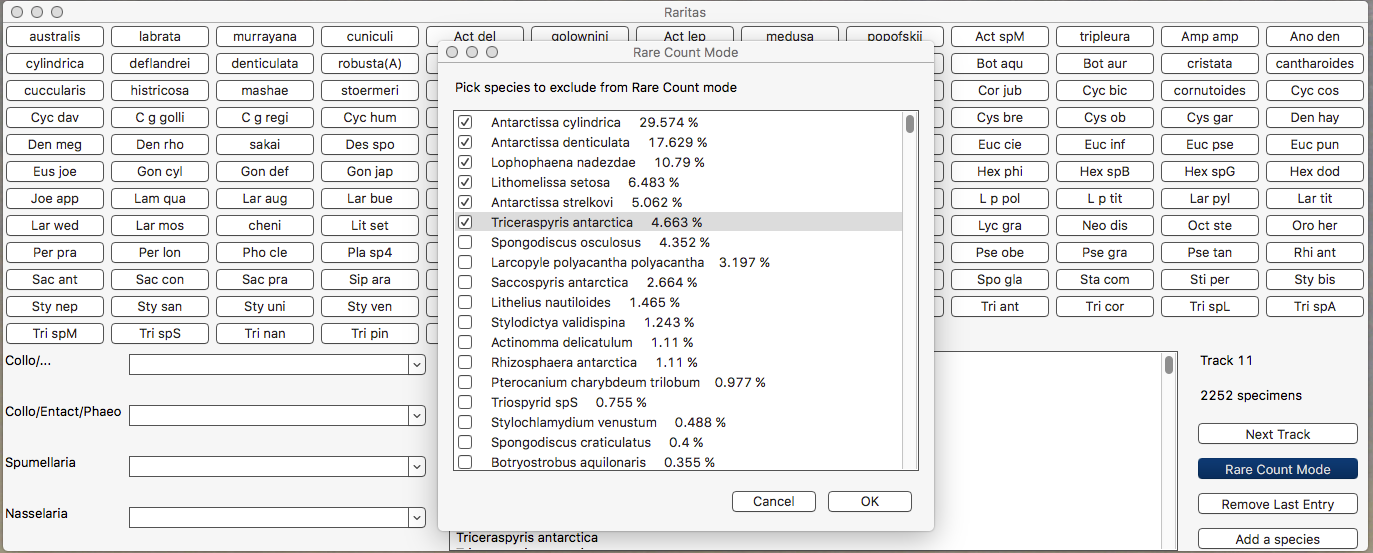 Raritas
australis labrata murrayana cuniculi Act del golownini Act lep medusa popofskii Act spM tripleura Amp amp Ano den
cylindrica deflandrei denticulata robusta(A) Bot aqu Bot aur cristata cantharoides
cuccularis histricosa mashae stoermeri Cor jub Cyc bic cornutoides Cyc cos
Cyc dav C g golli C g regi Cyc hum Cys bre Cys ob Cys gar Den hay
Den meg Den rho sakai Des spo Euc cie Euc inf Euc pse Euc pun
Eus joe Gon cyl Gon def Gon jap Hex phi Hex spB Hex spG Hex dod
Joe app Lam qua Lar aug Lar bue L p pol L p tit Lar pyl Lar tit
Lar wed Lar mos cheni Lit set Lyc gra Neo dis Oct ste Oro her
Per pra Per lon Pho cle Pla sp4 Pse obe Pse gra Pse tan Rhi ant
Sac ant Sac con Sac pra Sip ara Spo gla Sta com Sti per Sty bis
Sty nep Sty san Sty uni Sty ven Tri ant Tri cor Tri spL Tri spA
Tri spM Tri spS Tri nan Tri pin
Rare Count Mode
Pick species to exclude from Rare Count mode
Antarctissa cylindrica 29.574 %
Antarctissa denticulata 17.629 %
Lophophaena nadezdae 10.79 %
Lithomelissa setosa 6.483 %
Antarctissa strelkovi 5.062 %
Triceraspyris antarctica 4.663 %
Spongodiscus osculosus 4.352 %
Larcopyle polyacantha polyacantha 3.197 %
Saccospyris antarctica 2.664 %
Lithelius nautiloides 1.465 %
Stylodictya validispina 1.243 %
Actinomma delicatulum 1.11 %
Rhizosphaera antarctica 1.11 %
Pterocanium charybdeum trilobum 0.977 %
Triospyrid spS 0.755 %
Stylochlamydium venustum 0.488 %
Spongodiscus craticulatus 0.4 %
Botryostrobus aquilonaris 0.355 %
Cancel OK
Collo/...
Collo/Entact/Phaeo
Spumellaria
Nasselaria
Triceraspyris antarctica
Track 11
2252 specimens
Next Track
Rare Count Mode
Remove Last Entry
Add a species